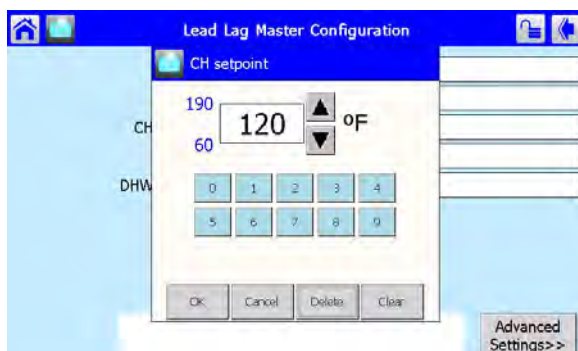 Lead Lag Master Configuration
CH setpoint
190
120
60
ºF
CH
DHW
0 1 2 3 4
5 6 7 8 9
OK Cancel Delete Clear
Advanced
Settings>>